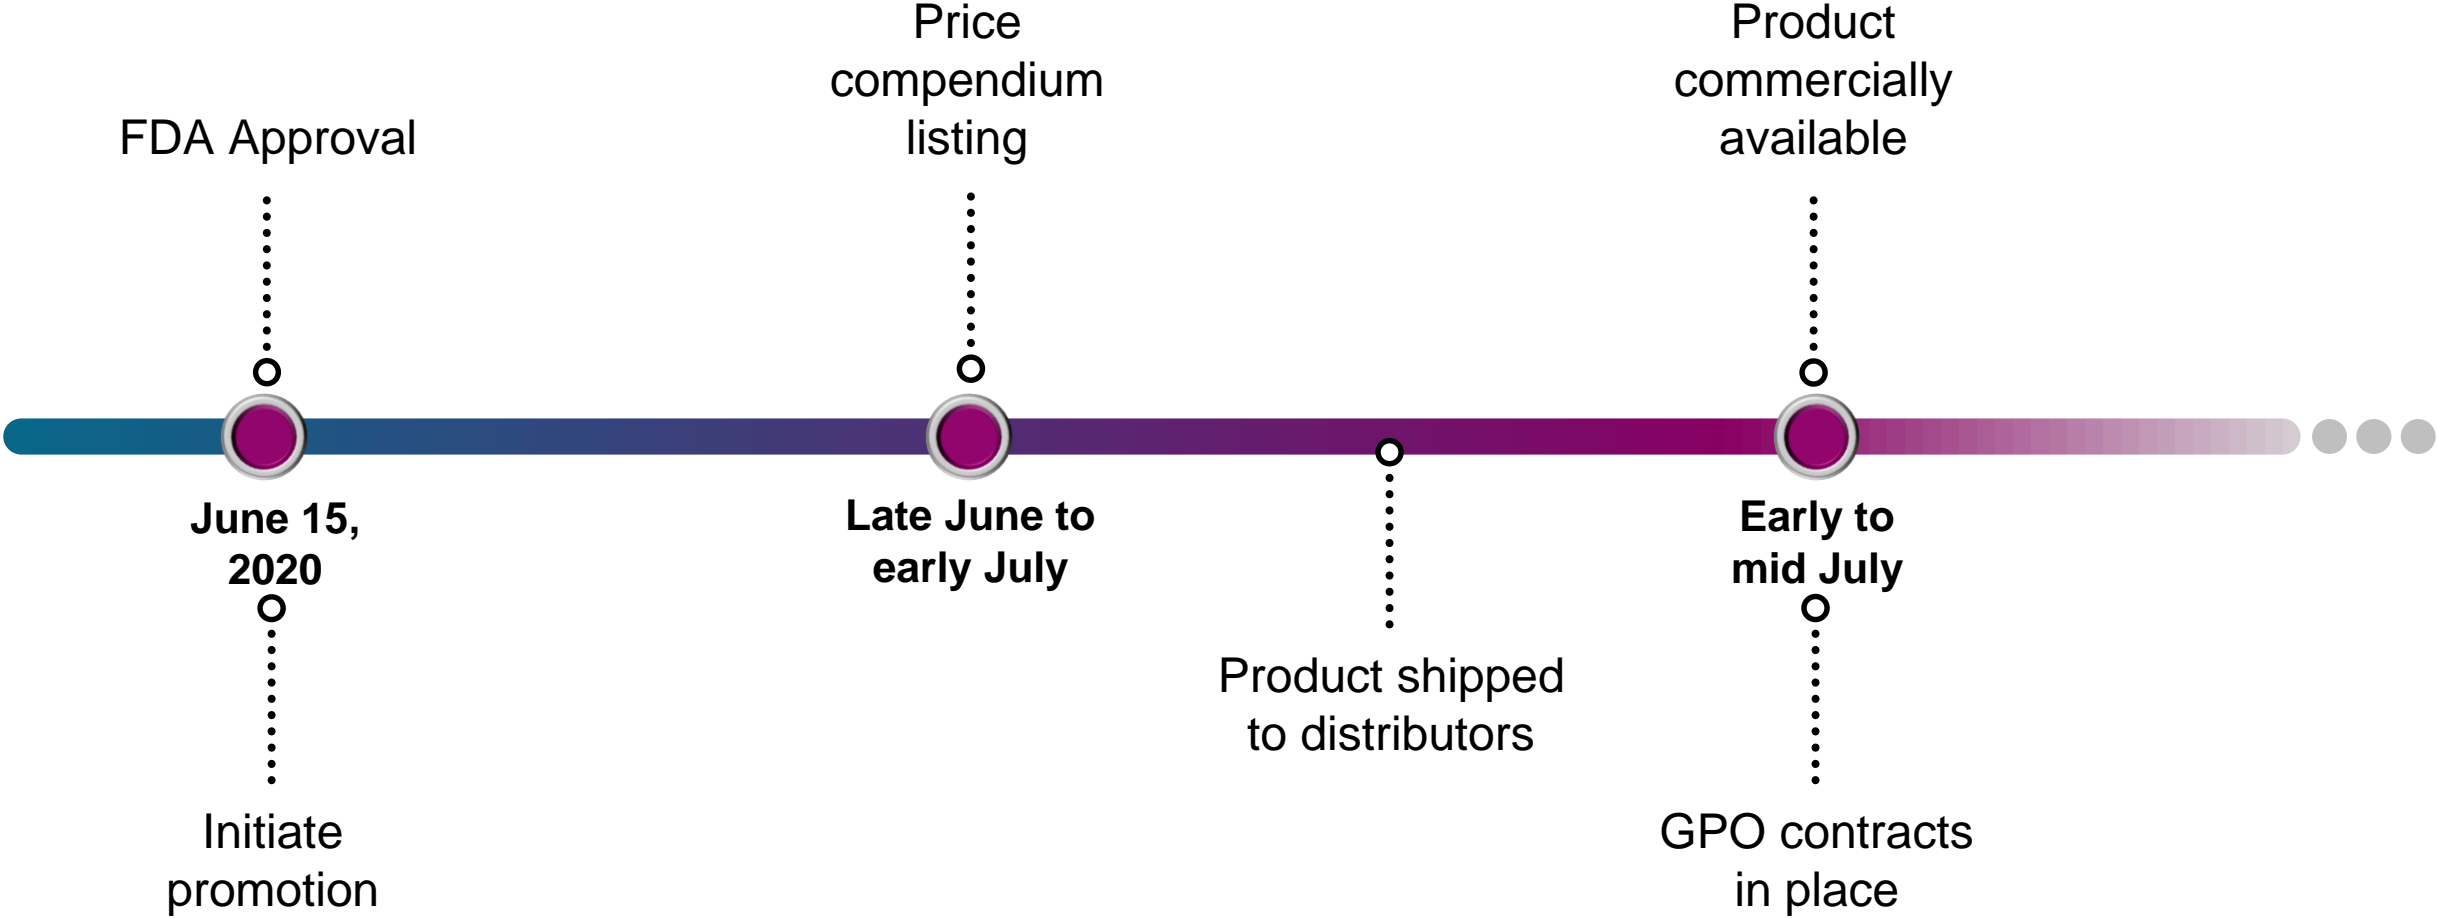 FDA Approval
Price
compendium
listing
Product
commercially
available
June 15,
2020
Late June to
early July
Early to
mid July
Product shipped
to distributors
Initiate
promotion
GPO contracts
in place